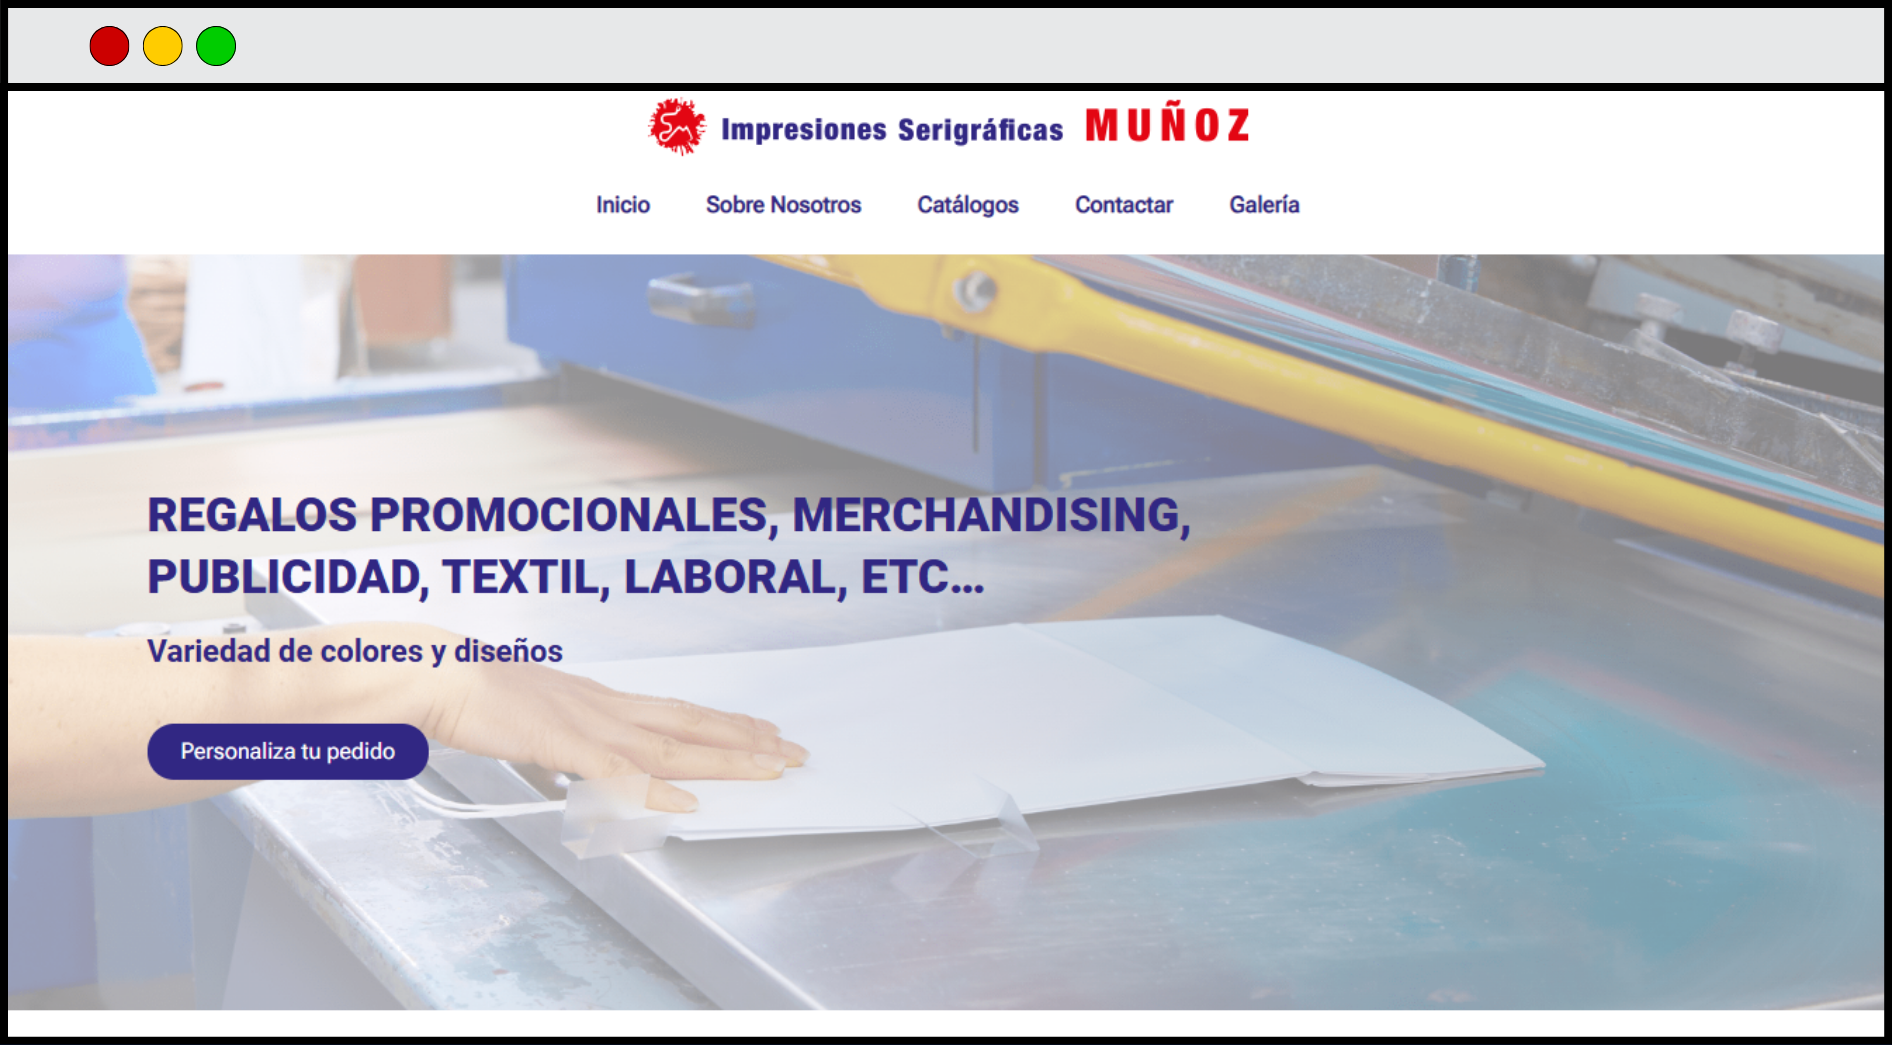 Impresiones Serigráficas MUÑOZ
Inicio Sobre Nosotros Catálogos Contactar Galería
REGALOS PROMOCIONALES, MERCHANDISING,
PUBLICIDAD, TEXTIL, LABORAL, ETC...
Variedad de colores y diseños
Personaliza tu pedido